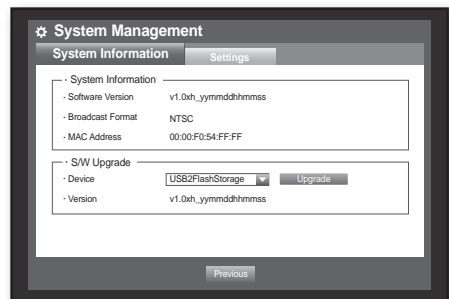 System Management
System Information Settings
· System Information
· Software Version v1.0xh_yymmddhhmmss
· Broadcast Format NTSC
· MAC Address 00:00:F0:54:FF:FF
· S/W Upgrade
· Device USB2FlashStorage Upgrade
· Version v1.0xh_yymmddhhmmss
Previous